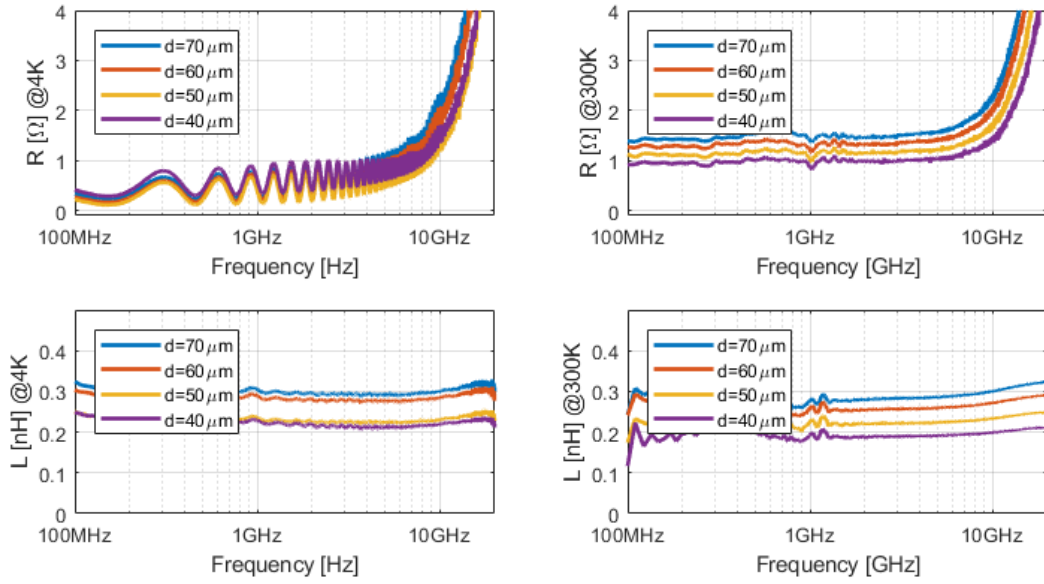 R [Ω] @4K
4
3
2
1
0
d=70 μm
d=60 μm
d=50 μm
d=40 μm
100MHz 1GHz 10GHz
Frequency [Hz]
R [Ω] @300K
4
3
2
1
0
d=70 μm
d=60 μm
d=50 μm
d=40 μm
100MHz 1GHz 10GHz
Frequency [GHz]
L [nH] @4K
0.4
0.3
0.2
0.1
0
d=70 μm
d=60 μm
d=50 μm
d=40 μm
100MHz 1GHz 10GHz
Frequency [Hz]
L [nH] @300K
0.4
0.3
0.2
0.1
0
d=70 μm
d=60 μm
d=50 μm
d=40 μm
100MHz 1GHz 10GHz
Frequency [GHz]